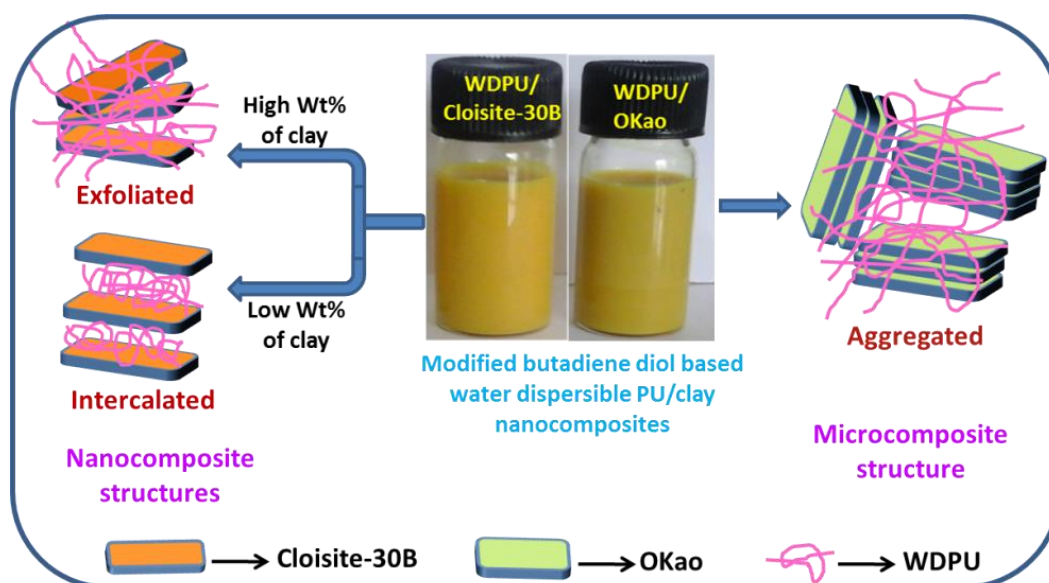 High Wt%
of clay
Exfoliated
Low Wt%
of clay
Intercalated
Nanocomposite
structures
WDPU/
Cloisite-30B
WDPU/
OKao
Modified butadiene diol based
water dispersible PU/clay
nanocomposites
Aggregated
Microcomposite
structure
Cloisite-30B
OKao
WDPU